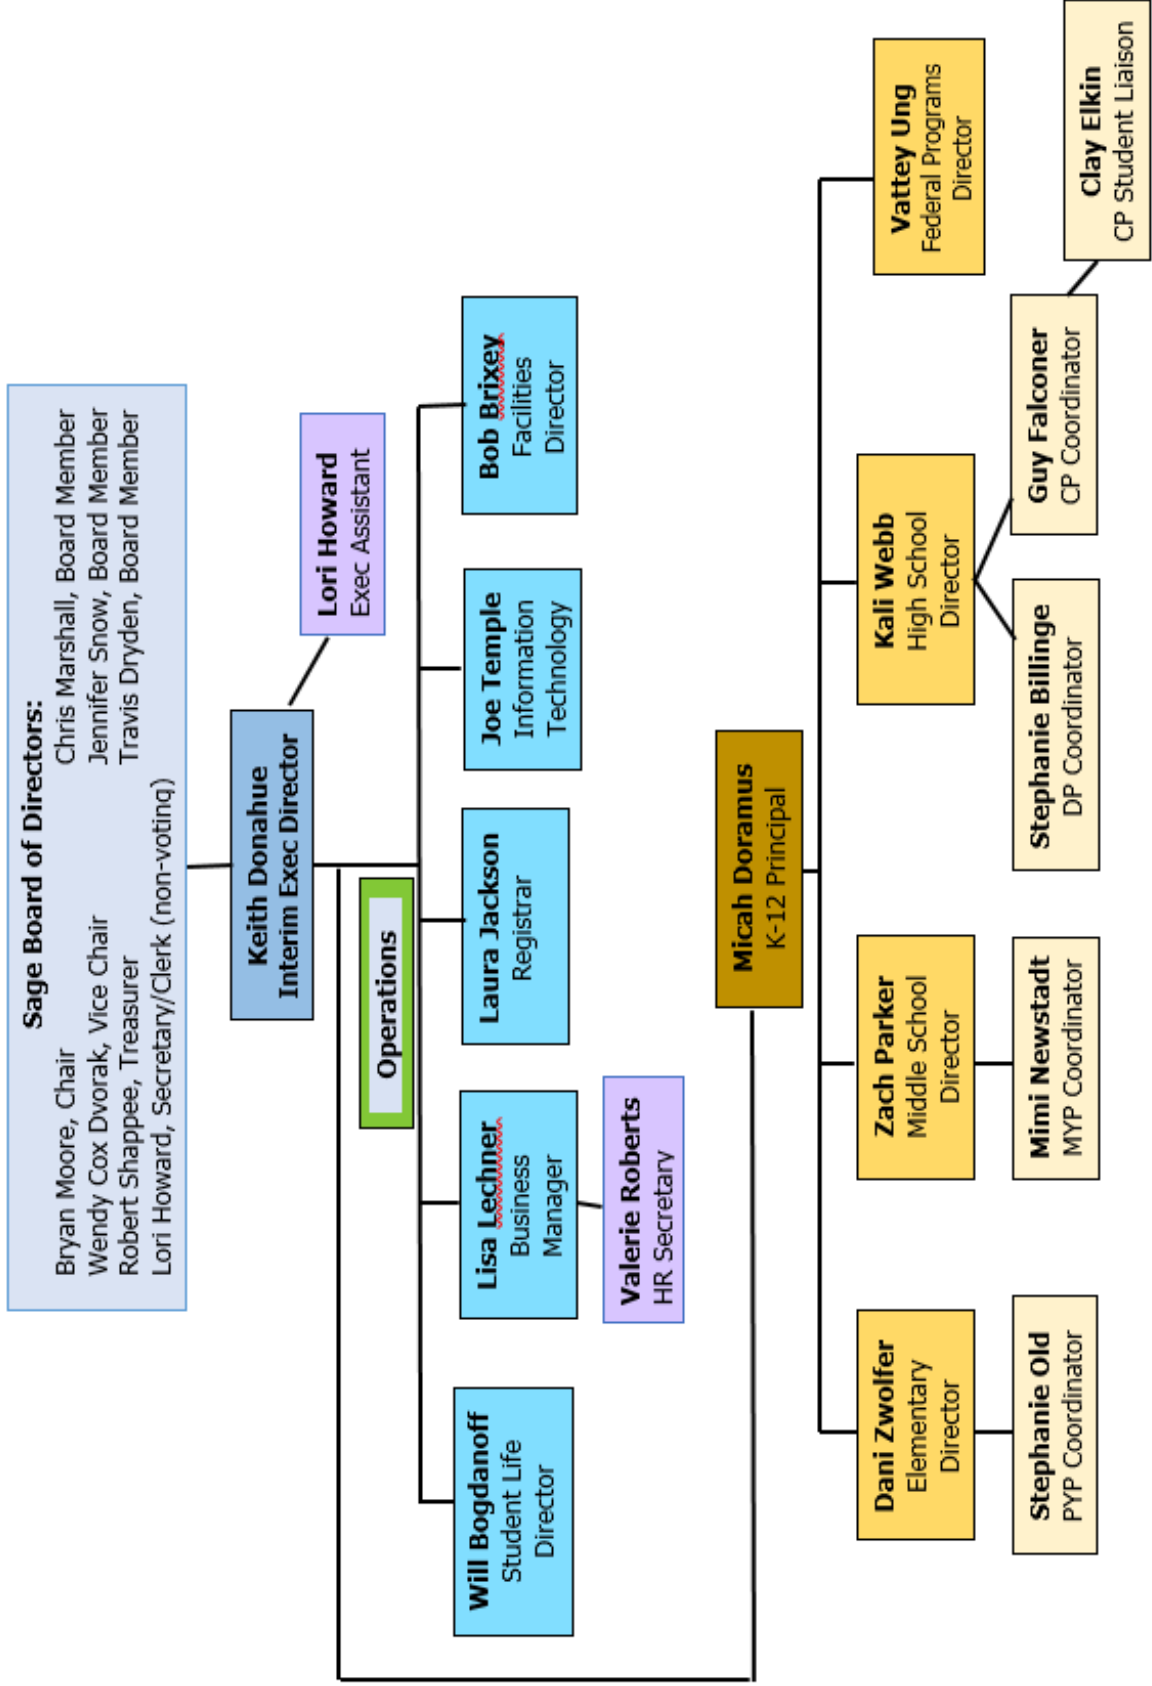 Sage Board of Directors:
Bryan Moore, Chair
Chris Marshall, Board Member
Wendy Cox Dvorak, Vice Chair
Jennifer Snow, Board Member
Robert Shappee, Treasurer
Travis Dryden, Board Member
Lori Howard, Secretary/Clerk (non-voting)
Keith Donahue
Interim Exec Director
Lori Howard
Exec Assistant
Operations
Will Bogdanoff
Student Life
Director
Lisa Lechner
Business
Manager
Laura Jackson
Registrar
Joe Temple
Information
Technology
Bob Brixey
Facilities
Director
Valerie Roberts
HR Secretary
Micah Doramus
K-12 Principal
Dani Zwolfer
Elementary
Director
Zach Parker
Middle School
Director
Kali Webb
High School
Director
Vattey Ung
Federal Programs
Director
Stephanie Old
PYP Coordinator
Mimi Newstadt
MYP Coordinator
Stephanie Billinge
DP Coordinator
Guy Falconer
CP Coordinator
Clay Elkin
CP Student Liaison